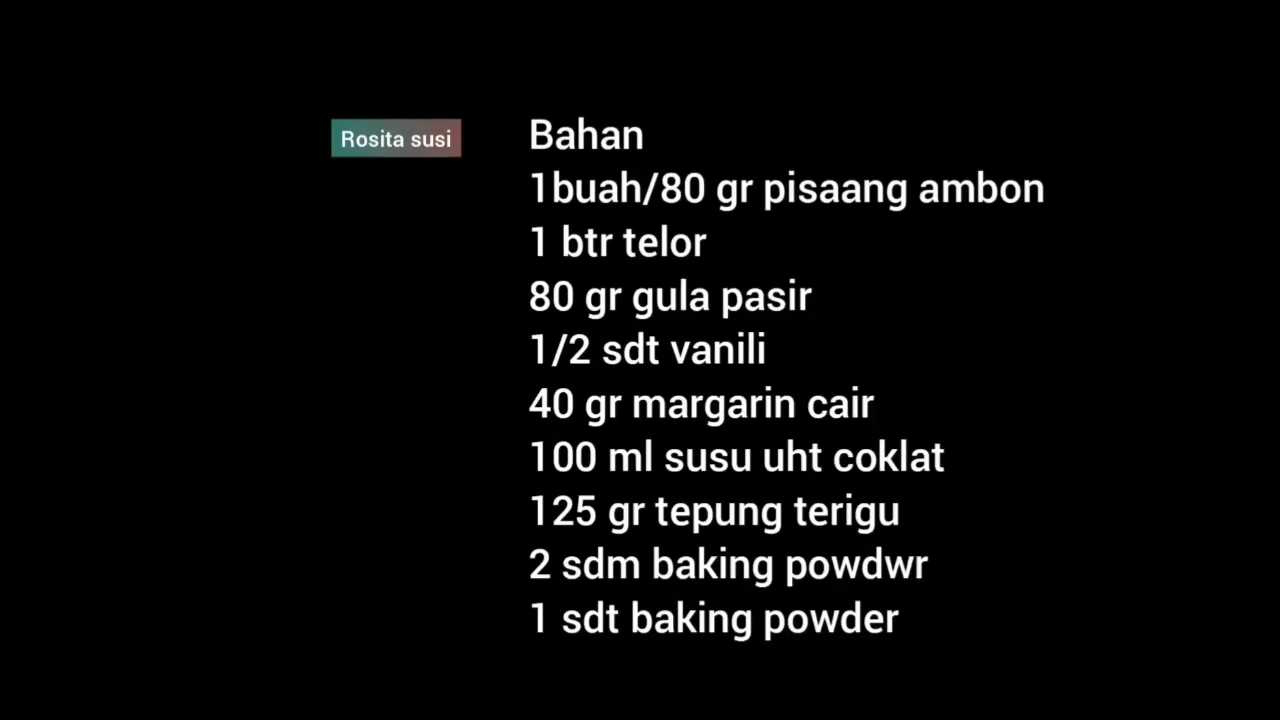 Rosita susi
Bahan
1buah/80 gr pisaang ambon
1 btr telor
80 gr gula pasir
1/2 sdt vanili
40 gr margarin cair
100 ml susu uht coklat
125 gr tepung terigu
2 sdm baking powdwr
1 sdt baking powder